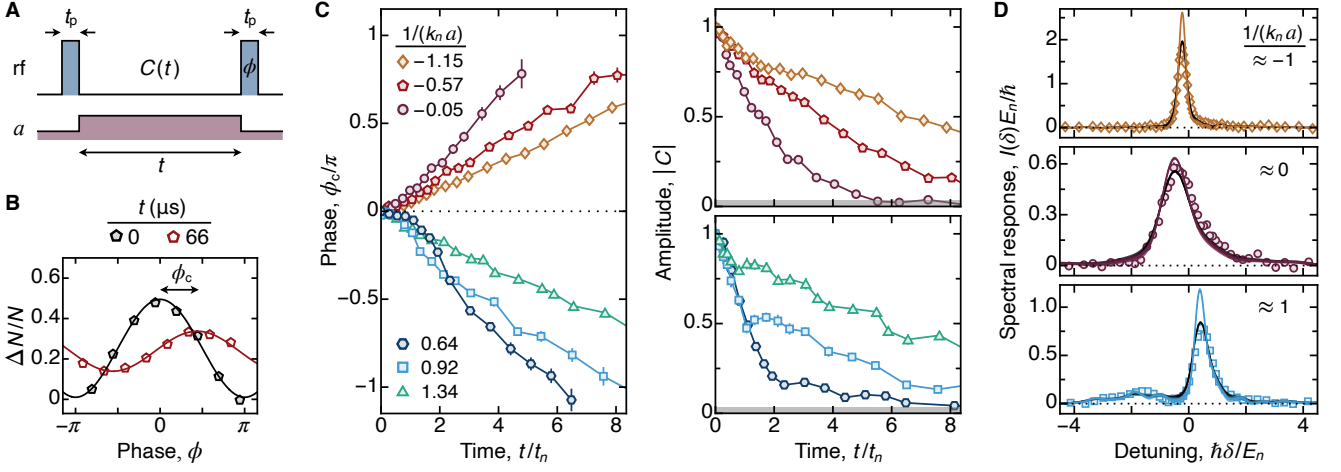 A
t_p
t_p
rf
C(t)
ϕ
a
t
B
t (μs)
0
66
ϕ_c
ΔN/N
0.6
0.4
0.2
0
−π
0
π
Phase, ϕ
C
1/(k_n a)
−1.15
−0.57
−0.05
Phase, ϕ_c/π
1
0.5
0
−0.5
−1
0.64
0.92
1.34
0
2
4
6
8
Time, t/t_n
Amplitude, |C|
1
0.5
0
1
0.5
0
0
2
4
6
8
Time, t/t_n
D
1/(k_n a)
≈ −1
Spectral response, I(δ)E_n/ħ
2
1
0
≈ 0
0.6
0.3
0
≈ 1
1.0
0.5
0
−4
−2
0
2
4
Detuning, ħδ/E_n